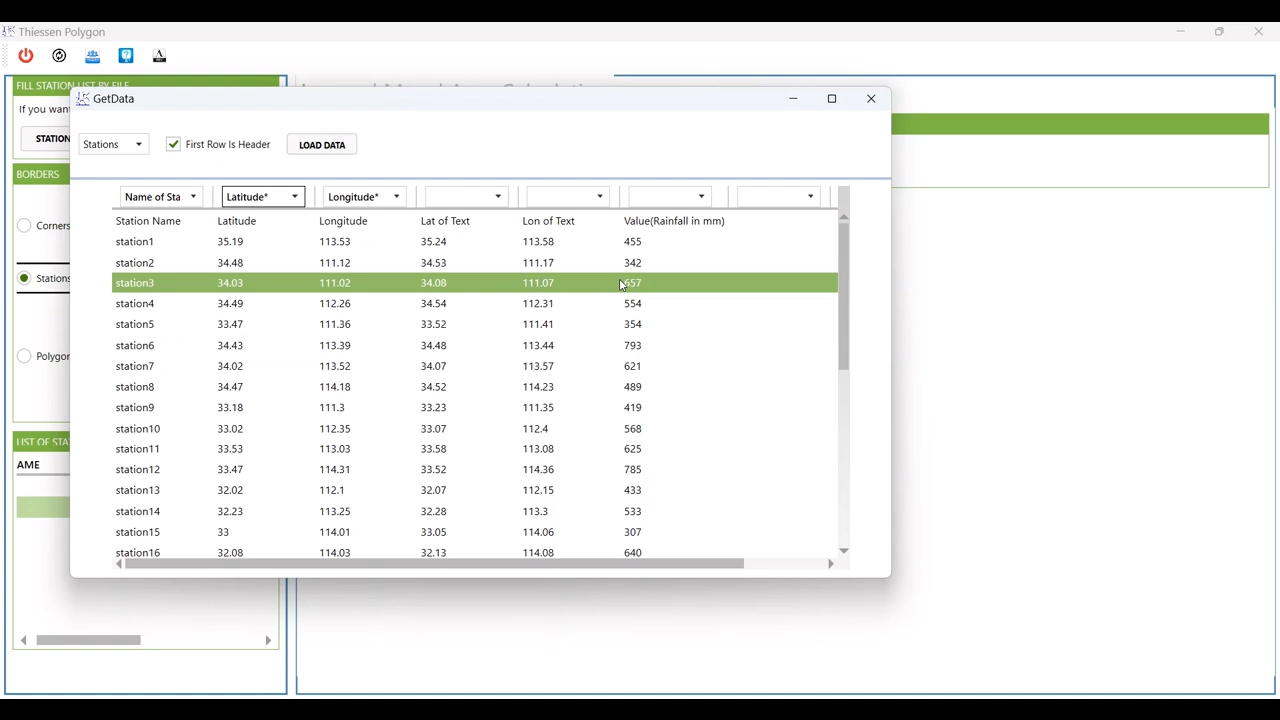 Thiessen Polygon
FILL STATION LIST BY FILE
If you want
STATION
BORDERS
Corners
Stations
Polygon
LIST OF STAT
AME
GetData
Stations First Row Is Header LOAD DATA
Name of Sta Latitude* Longitude*
Station Name Latitude Longitude Lat of Text Lon of Text Value(Rainfall in mm)
station1 35.19 113.53 35.24 113.58 455
station2 34.48 111.12 34.53 111.17 342
station3 34.03 111.02 34.08 111.07 657
station4 34.49 112.26 34.54 112.31 554
station5 33.47 111.36 33.52 111.41 354
station6 34.43 113.39 34.48 113.44 793
station7 34.02 113.52 34.07 113.57 621
station8 34.47 114.18 34.52 114.23 489
station9 33.18 111.3 33.23 111.35 419
station10 33.02 112.35 33.07 112.4 568
station11 33.53 113.03 33.58 113.08 625
station12 33.47 114.31 33.52 114.36 785
station13 32.02 112.1 32.07 112.15 433
station14 32.23 113.25 32.28 113.3 533
station15 33 114.01 33.05 114.06 307
station16 32.08 114.03 32.13 114.08 640